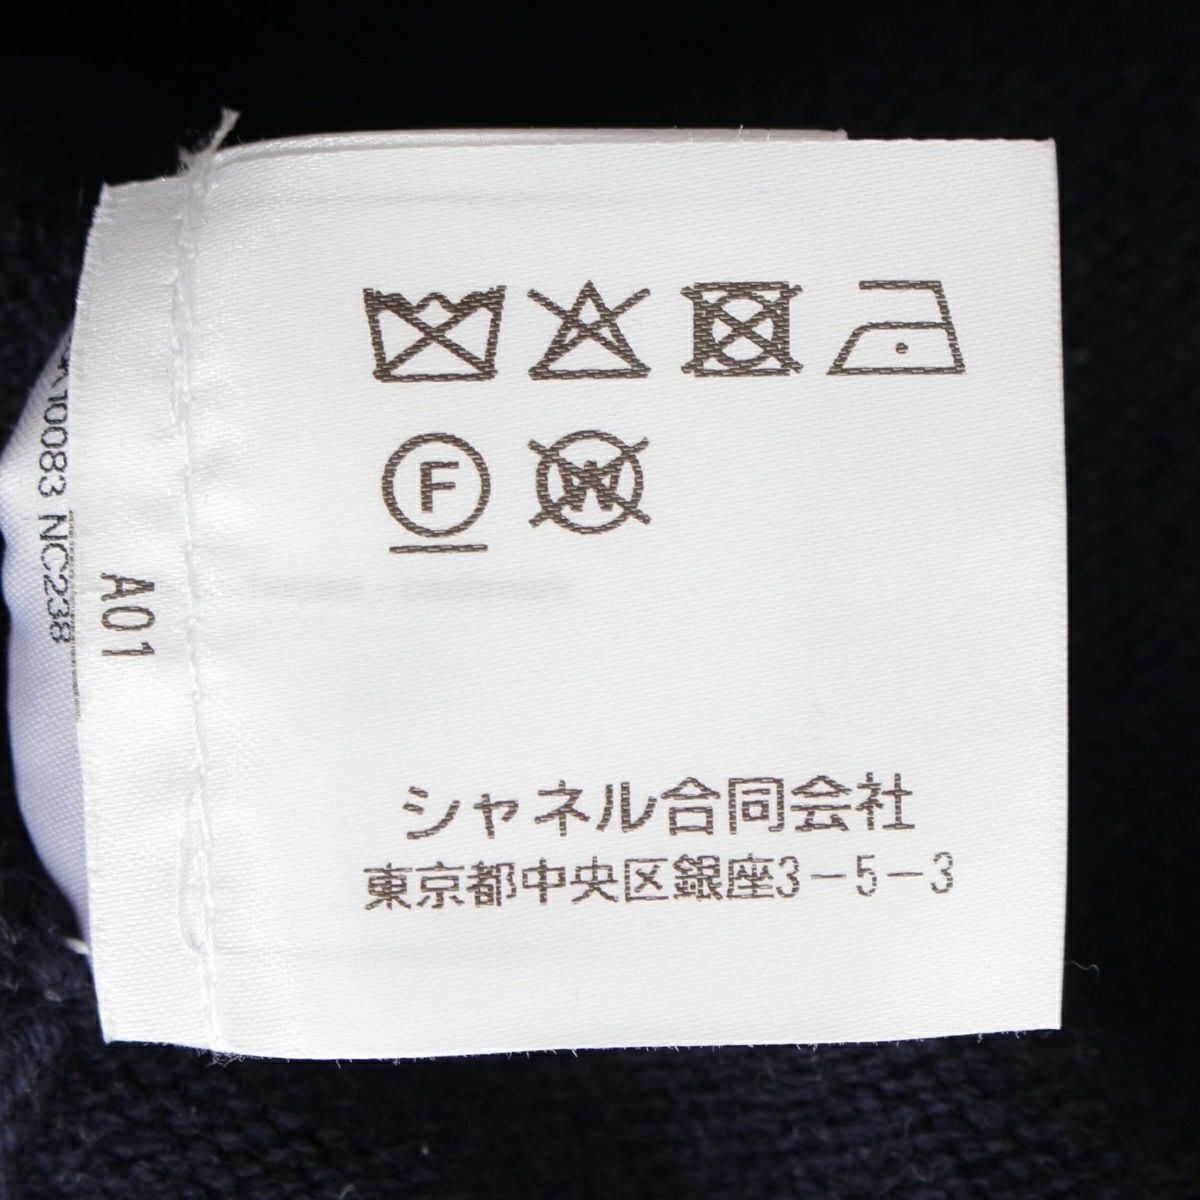 F
W
シャネル合同会社
東京都中央区銀座3-5-3
A01
10083 NC238